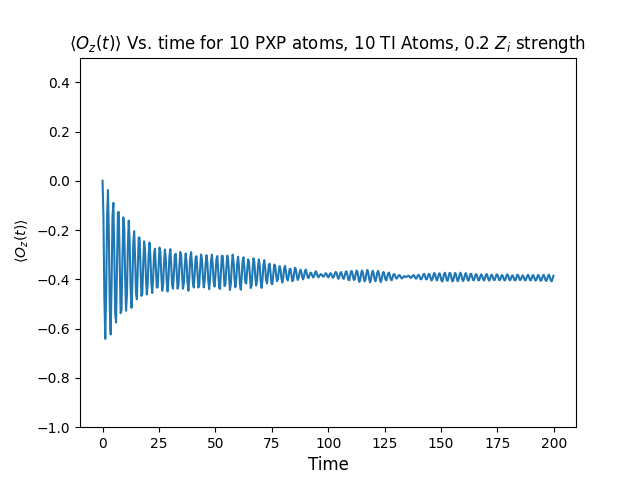 ⟨O_z(t)⟩ Vs. time for 10 PXP atoms, 10 TI Atoms, 0.2 Z_i strength
⟨O_z(t)⟩
0.4
0.2
0.0
−0.2
−0.4
−0.6
−0.8
−1.0
0 25 50 75 100 125 150 175 200
Time